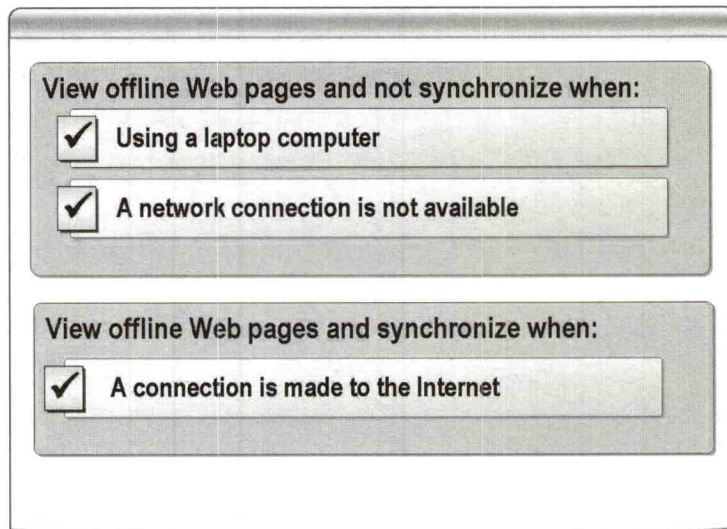 View offline Web pages and not synchronize when:
Using a laptop computer
A network connection is not available
View offline Web pages and synchronize when:
A connection is made to the Internet